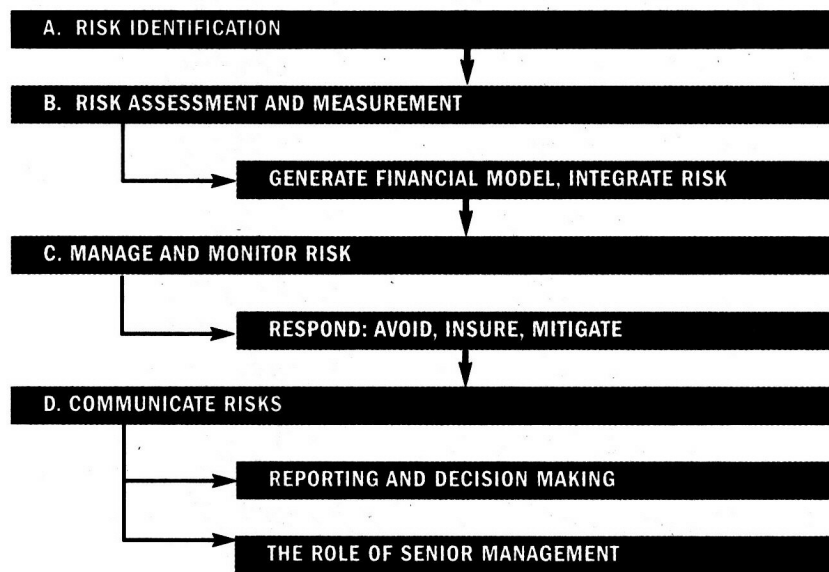 A. RISK IDENTIFICATION
B. RISK ASSESSMENT AND MEASUREMENT
GENERATE FINANCIAL MODEL, INTEGRATE RISK
C. MANAGE AND MONITOR RISK
RESPOND: AVOID, INSURE, MITIGATE
D. COMMUNICATE RISKS
REPORTING AND DECISION MAKING
THE ROLE OF SENIOR MANAGEMENT